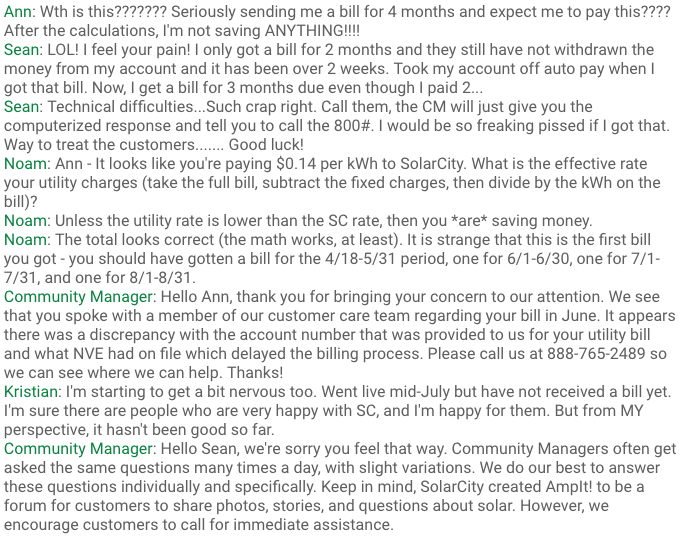 Ann: Wth is this??????? Seriously sending me a bill for 4 months and expect me to pay this????
After the calculations, I'm not saving ANYTHING!!!!
Sean: LOL! I feel your pain! I only got a bill for 2 months and they still have not withdrawn the
money from my account and it has been over 2 weeks. Took my account off auto pay when I
got that bill. Now, I get a bill for 3 months due even though I paid 2...
Sean: Technical difficulties...Such crap right. Call them, the CM will just give you the
computerized response and tell you to call the 800#. I would be so freaking pissed if I got that.
Way to treat the customers....... Good luck!
Noam: Ann - It looks like you're paying $0.14 per kWh to SolarCity. What is the effective rate
your utility charges (take the full bill, subtract the fixed charges, then divide by the kWh on the
bill)?
Noam: Unless the utility rate is lower than the SC rate, then you *are* saving money.
Noam: The total looks correct (the math works, at least). It is strange that this is the first bill
you got - you should have gotten a bill for the 4/18-5/31 period, one for 6/1-6/30, one for 7/1-
7/31, and one for 8/1-8/31.
Community Manager: Hello Ann, thank you for bringing your concern to our attention. We see
that you spoke with a member of our customer care team regarding your bill in June. It appears
there was a discrepancy with the account number that was provided to us for your utility bill
and what NVE had on file which delayed the billing process. Please call us at 888-765-2489 so
we can see where we can help. Thanks!
Kristian: I'm starting to get a bit nervous too. Went live mid-July but have not received a bill yet.
I'm sure there are people who are very happy with SC, and I'm happy for them. But from MY
perspective, it hasn't been good so far.
Community Manager: Hello Sean, we're sorry you feel that way. Community Managers often get
asked the same questions many times a day, with slight variations. We do our best to answer
these questions individually and specifically. Keep in mind, SolarCity created AmpIt! to be a
forum for customers to share photos, stories, and questions about solar. However, we
encourage customers to call for immediate assistance.